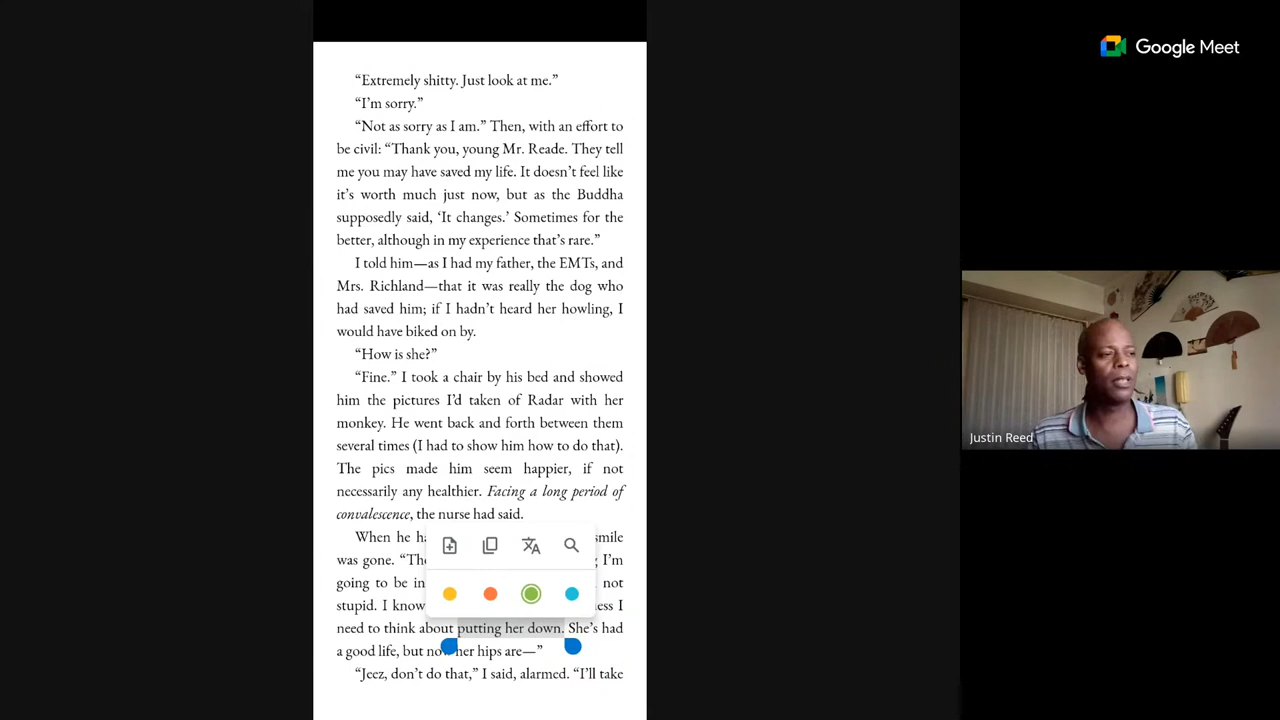 “Extremely shitty. Just look at me.”
“I’m sorry.”
“Not as sorry as I am.” Then, with an effort to
be civil: “Thank you, young Mr. Reade. They tell
me you may have saved my life. It doesn’t feel like
it’s worth much just now, but as the Buddha
supposedly said, ‘It changes.’ Sometimes for the
better, although in my experience that’s rare.”
I told him—as I had my father, the EMTs, and
Mrs. Richland—that it was really the dog who
had saved him; if I hadn’t heard her howling, I
would have biked on by.
“How is she?”
“Fine.” I took a chair by his bed and showed
him the pictures I’d taken of Radar with her
monkey. He went back and forth between them
several times (I had to show him how to do that).
The pics made him seem happier, if not
necessarily any healthier. Facing a long period of
convalescence, the nurse had said.
When he smile
was gone. I’m
going to be in not
stupid. I know I
need to think about putting her down. She’s had
a good life, but now her hips are—”
“Jeez, don’t do that,” I said, alarmed. “I’ll take
Google Meet
Justin Reed